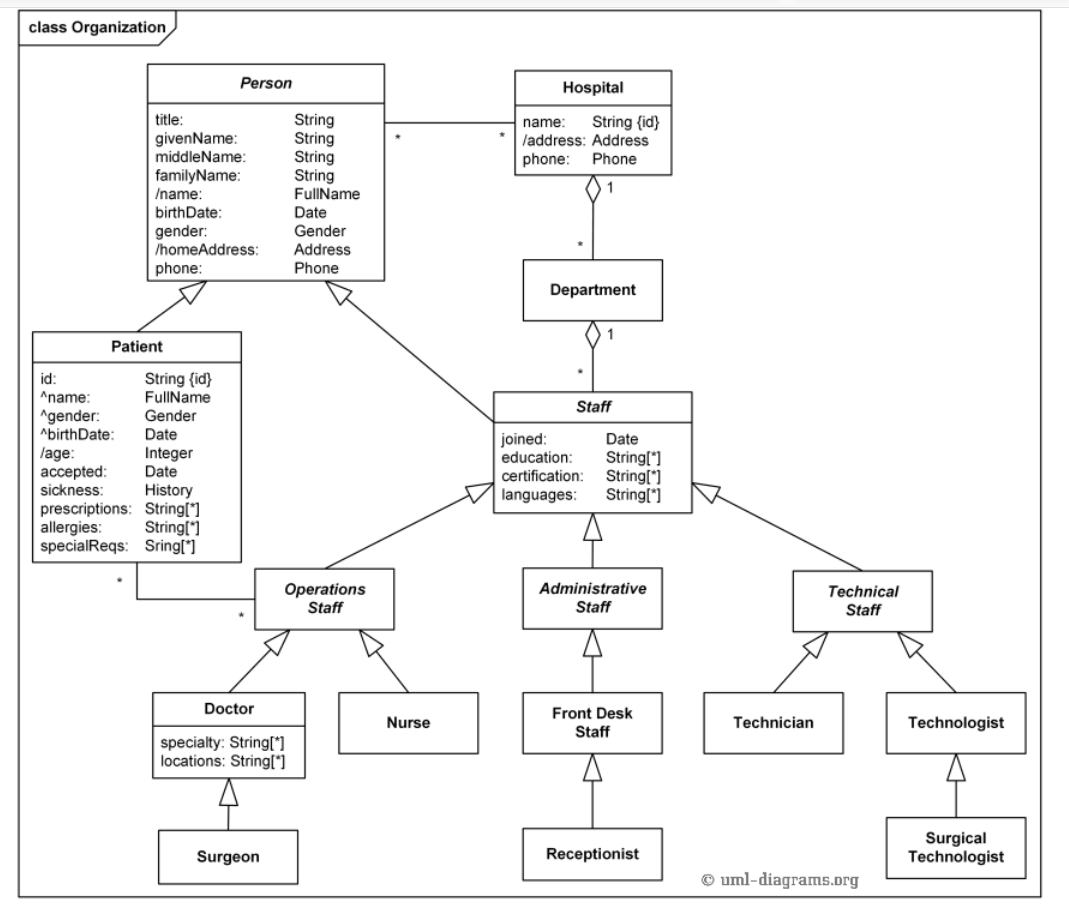 class Organization
Person
title: String
givenName: String
middleName: String
familyName: String
/name: FullName
birthDate: Date
gender: Gender
/homeAddress: Address
phone: Phone
*
*
Hospital
name: String {id}
/address: Address
phone: Phone
1
*
Department
1
*
Patient
id: String {id}
^name: FullName
^gender: Gender
^birthDate: Date
/age: Integer
accepted: Date
sickness: History
prescriptions: String[*]
allergies: String[*]
specialReqs: Sring[*]
*
*
Staff
joined: Date
education: String[*]
certification: String[*]
languages: String[*]
Operations
Staff
Administrative
Staff
Technical
Staff
Doctor
specialty: String[*]
locations: String[*]
Nurse
Front Desk
Staff
Technician
Technologist
Surgeon
Receptionist
Surgical
Technologist
© uml-diagrams.org